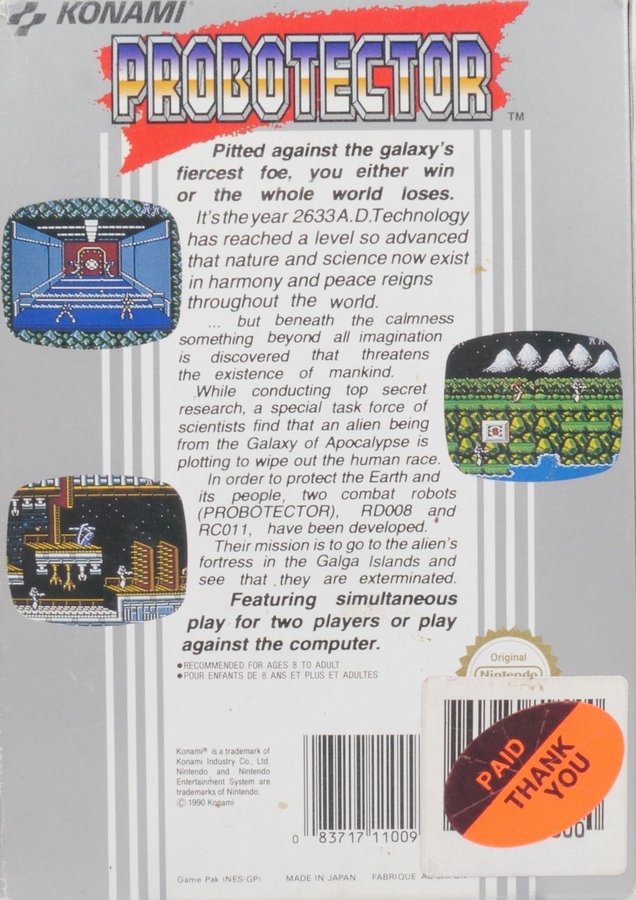 KONAMI
PROBOTECTOR
TM
Pitted against the galaxy's
fiercest foe, you either win
or the whole world loses.
It's the year 2633 A.D. Technology
has reached a level so advanced
that nature and science now exist
in harmony and peace reigns
throughout the world.
... but beneath the calmness
something beyond all imagination
is discovered that threatens
the existence of mankind.
While conducting top secret
research, a special task force of
scientists find that an alien being
from the Galaxy of Apocalypse is
plotting to wipe out the human race.
In order to protect the Earth and
its people, two combat robots
(PROBOTECTOR), RD008 and
RC011, have been developed.
Their mission is to go to the alien's
fortress in the Galga Islands and
see that they are exterminated.
Featuring simultaneous
play for two players or play
against the computer.
● RECOMMENDED FOR AGES 8 TO ADULT
● POUR ENFANTS DE 8 ANS ET PLUS ET ADULTES
Original
Nintendo
Konami® is a trademark of
Konami Industry Co., Ltd.
Nintendo and Nintendo
Entertainment System are
trademarks of Nintendo.
© 1990 Konami
PAID
THANK
YOU
0 83717 11009
Game Pak (NES-GP) MADE IN JAPAN FABRIQUE AU JAPON